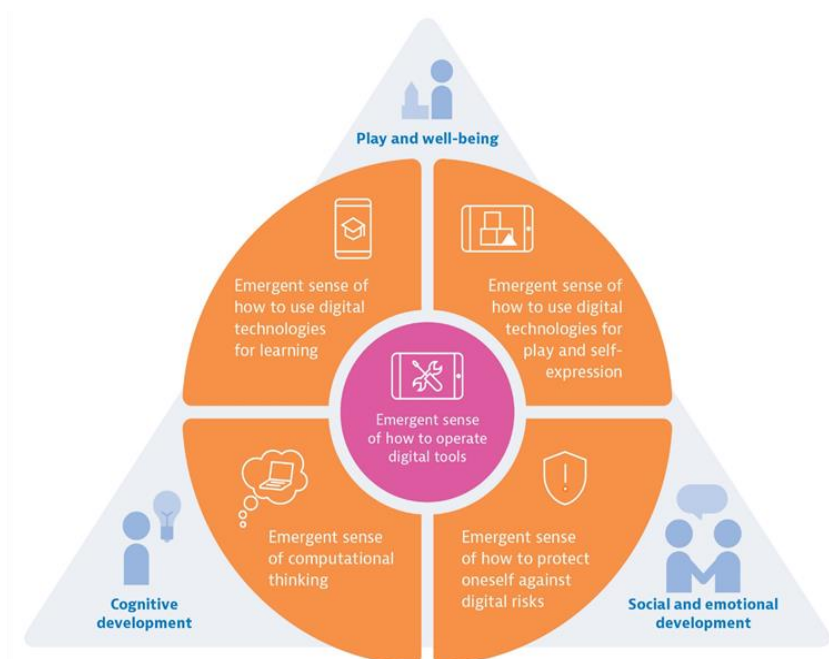 Play and well-being
Emergent sense of
how to use digital
technologies
for learning
Emergent sense of
how to use digital
technologies for
play and self-
expression
Emergent sense
of how to operate
digital tools
Emergent sense
of computational
thinking
Emergent sense
of how to protect
oneself against
digital risks
Cognitive
development
Social and emotional
development